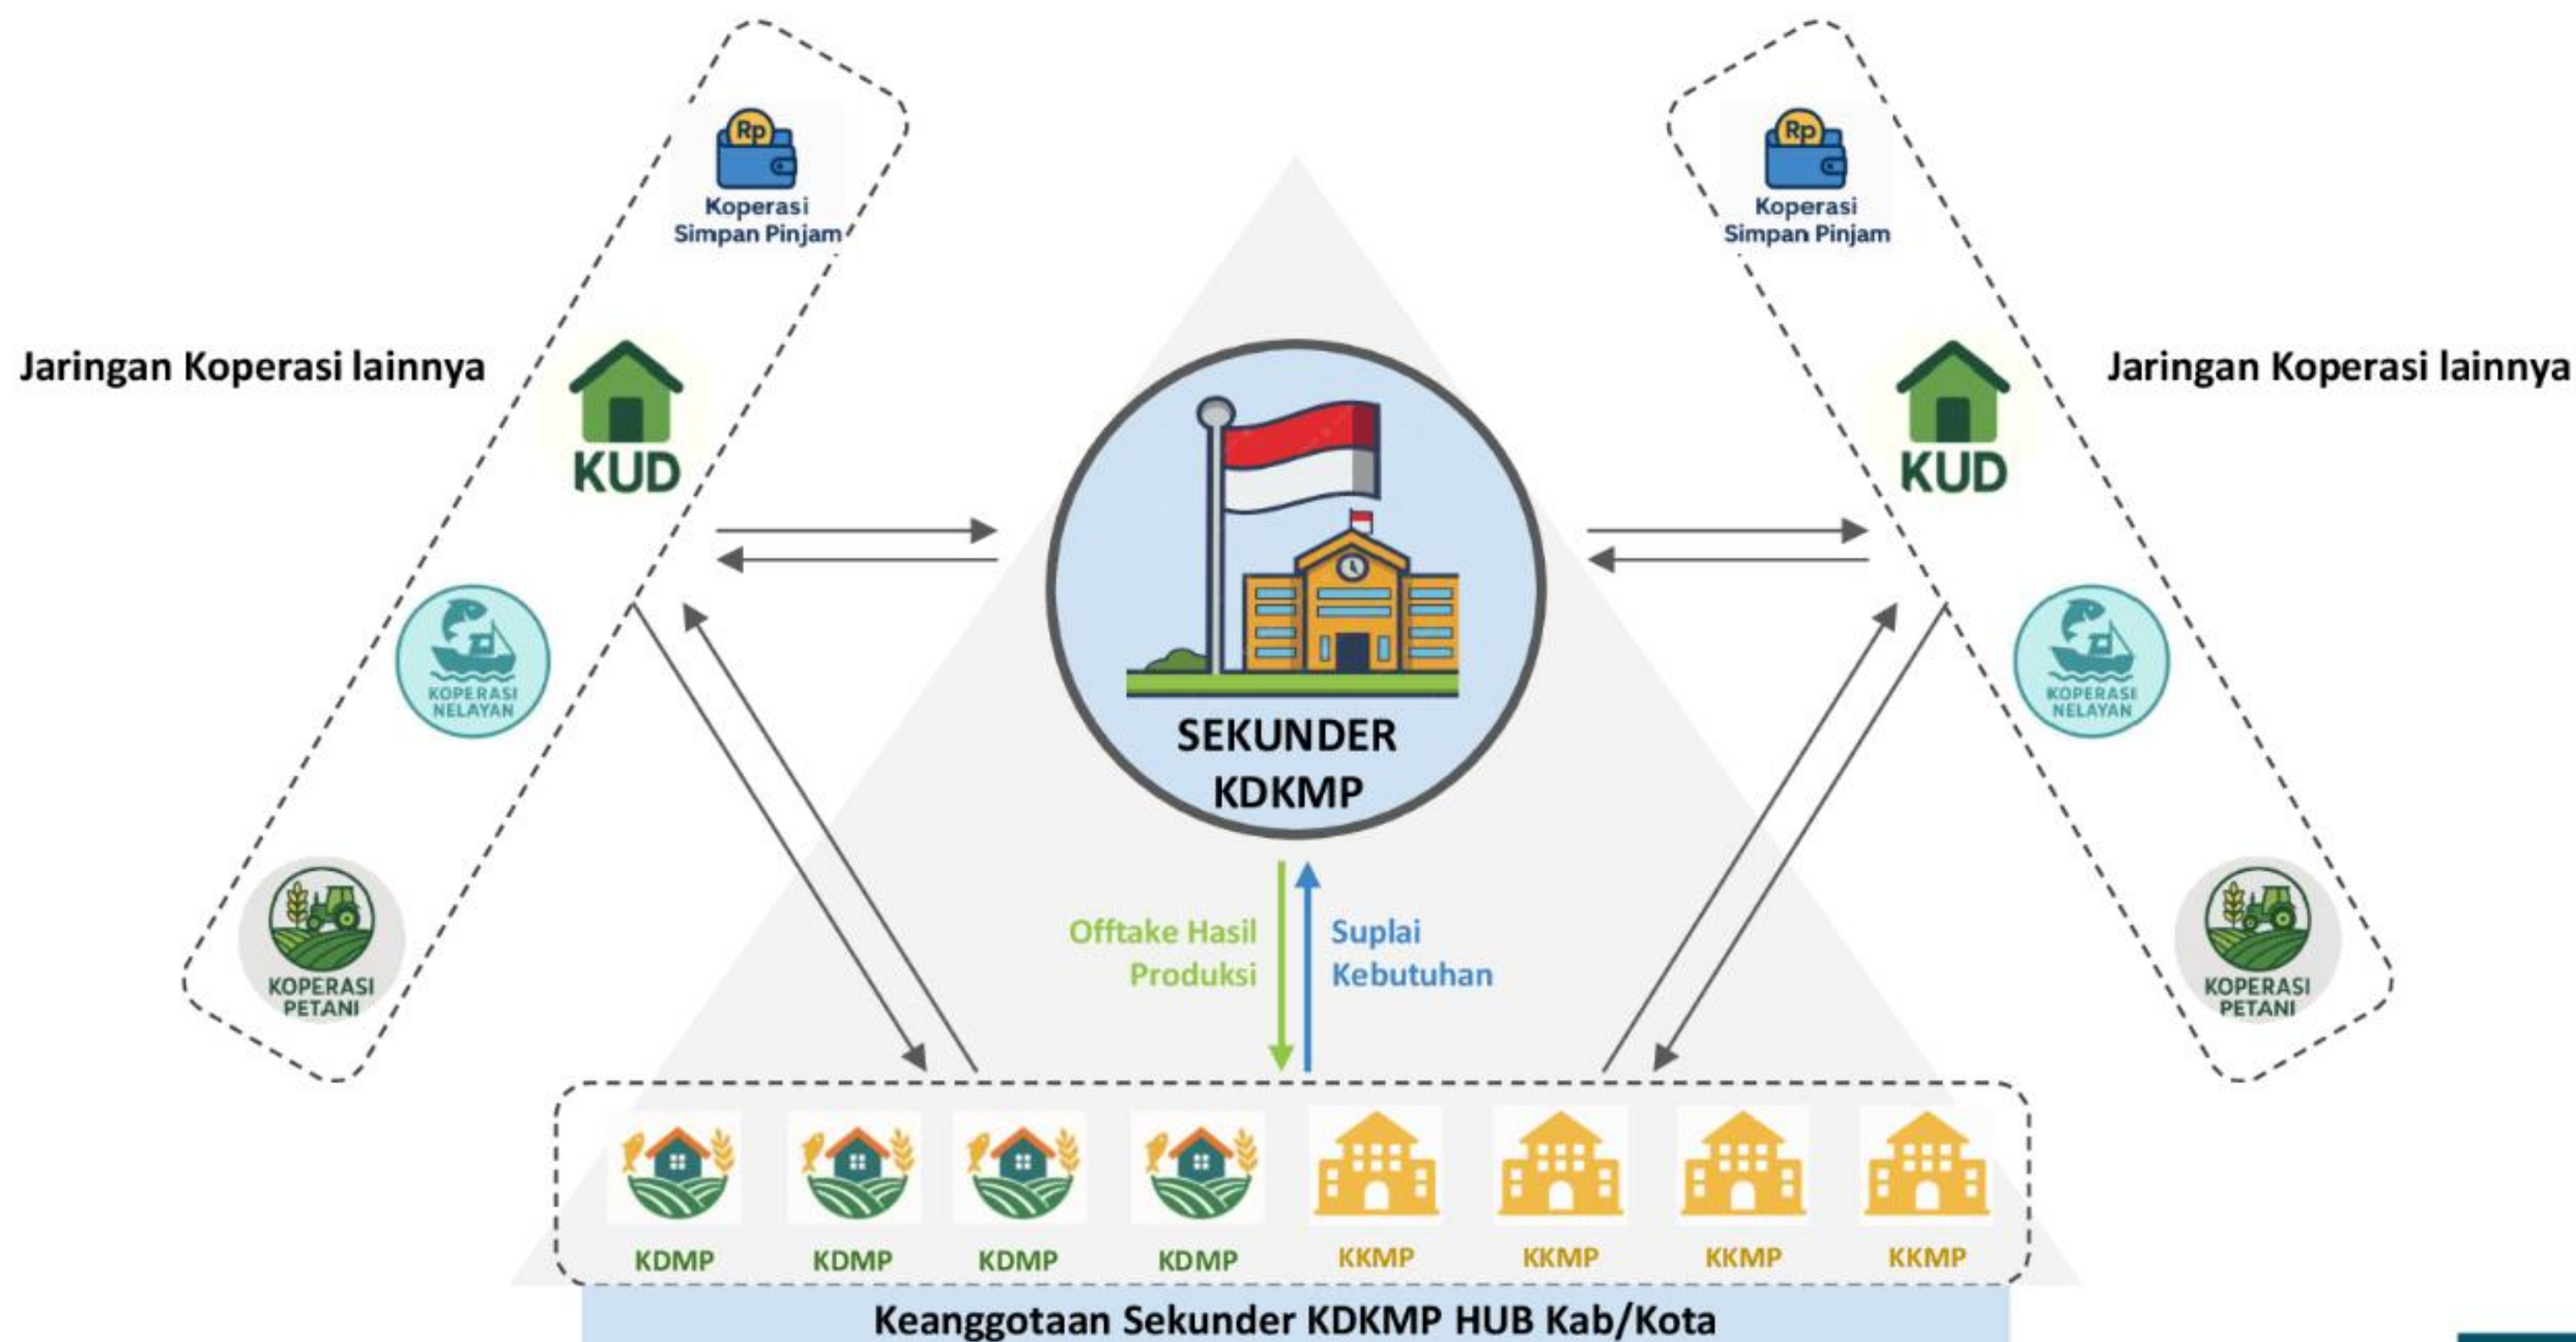 Rp
Koperasi
Simpan Pinjam
Rp
Koperasi
Simpan Pinjam
Jaringan Koperasi lainnya
KUD
KUD
Jaringan Koperasi lainnya
KOPERASI
NELAYAN
KOPERASI
NELAYAN
SEKUNDER
KDKMP
KOPERASI
PETANI
Offtake Hasil
Produksi
Suplai
Kebutuhan
KOPERASI
PETANI
KDMP
KDMP
KDMP
KDMP
KKMP
KKMP
KKMP
KKMP
Keanggotaan Sekunder KDKMP HUB Kab/Kota